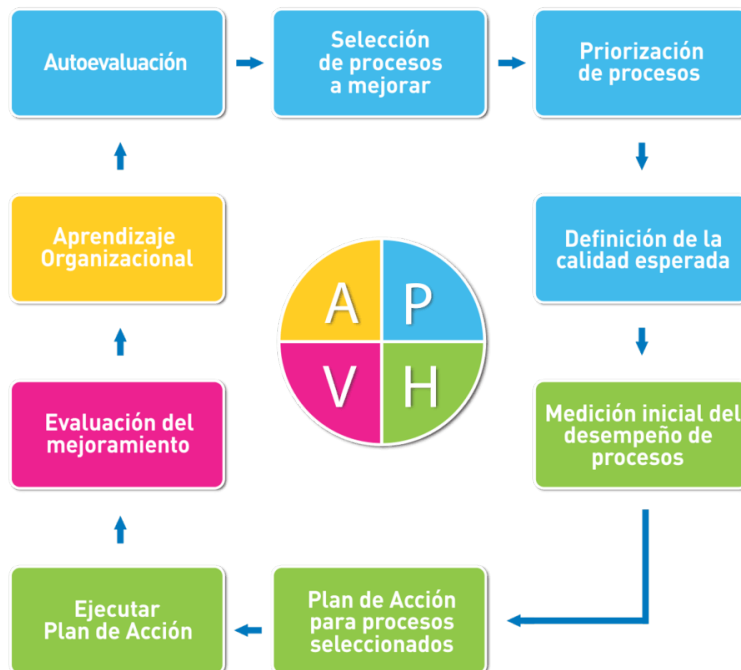 Autoevaluación
Selección
de procesos
a mejorar
Priorización
de procesos
Definición de la
calidad esperada
Medición inicial del
desempeño de
procesos
Plan de Acción
para procesos
seleccionados
Ejecutar
Plan de Acción
Evaluación del
mejoramiento
Aprendizaje
Organizacional
A P
V H